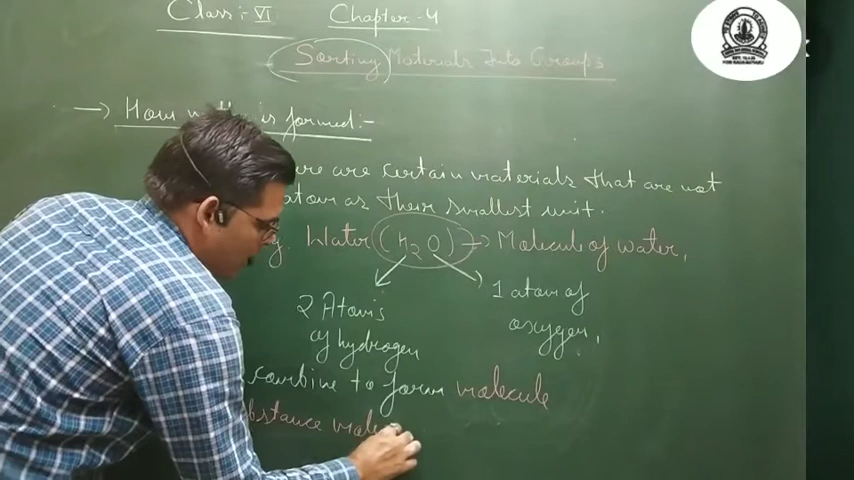 Class:- VI Chapter-4
Sorting Materials Into Groups
→ How is formed:-
are certain materials that are not
atom as their smallest unit.
Water (H2O) → Molecule of water,
2 Atoms 1 atom of
of hydrogen oxygen,
combine to form molecule